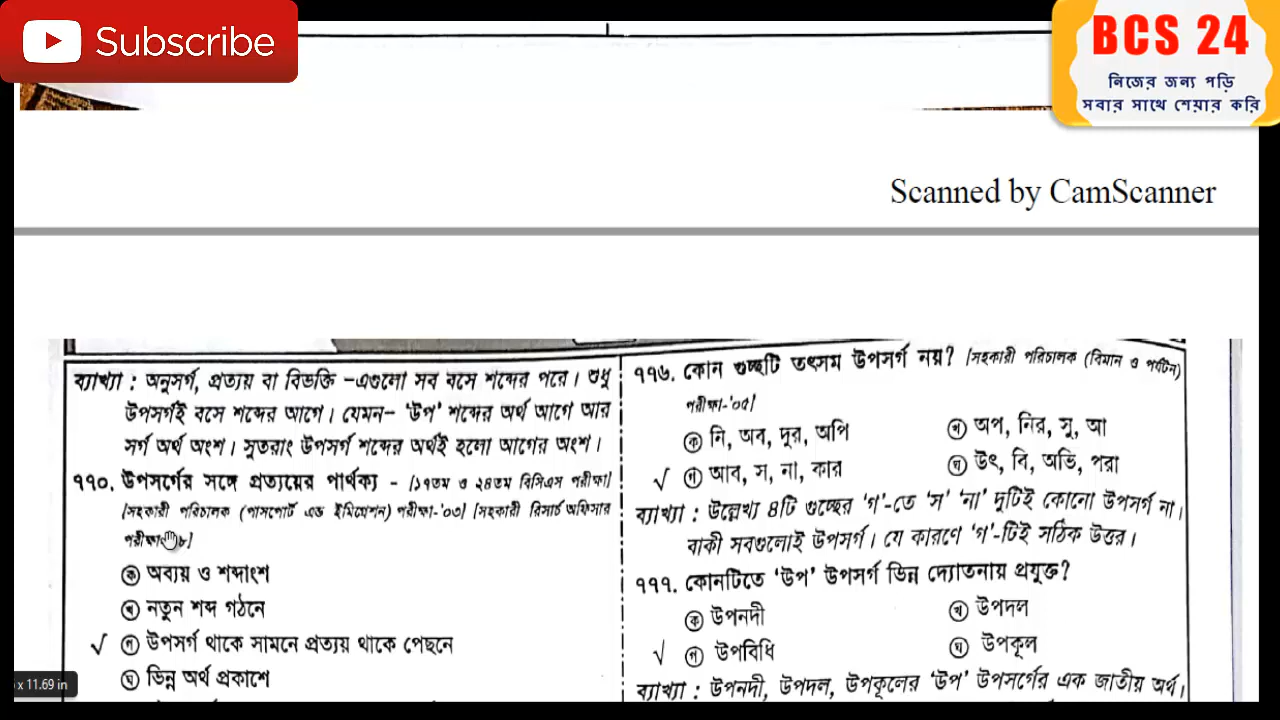 Subscribe
BCS 24
নিজের জন্য পড়ি
সবার সাথে শেয়ার করি
Scanned by CamScanner
ব্যাখ্যা : অনুসর্গ, প্রত্যয় বা বিভক্তি –এগুলো সব বসে শব্দের পরে। শুধু
উপসর্গই বসে শব্দের আগে। যেমন– ‘উপ’ শব্দের অর্থ আগে আর
সর্গ অর্থ অংশ। সুতরাং উপসর্গ শব্দের অর্থই হলো আগের অংশ।
৭৭০. উপসর্গের সঙ্গে প্রত্যয়ের পার্থক্য - [১৭তম ও ২৪তম বিসিএস পরীক্ষা]
[সহকারী পরিচালক (পাসপোর্ট এন্ড ইমিগ্রেশন) পরীক্ষা-'০৩] [সহকারী রিসার্চ অফিসার
পরীক্ষা
ক অব্যয় ও শব্দাংশ
খ নতুন শব্দ গঠনে
√ গ উপসর্গ থাকে সামনে প্রত্যয় থাকে পেছনে
ঘ ভিন্ন অর্থ প্রকাশে
x 11.69 in
৭৭৬. কোন গুচ্ছটি তৎসম উপসর্গ নয়? [সহকারী পরিচালক (বিমান ও পর্যটন)
পরীক্ষা-'০৫]
ক নি, অব, দুর, অপি
খ অপ, নির, সু, আ
√ গ আব, স, না, কার
ঘ উৎ, বি, অভি, পরা
ব্যাখ্যা : উল্লেখ্য ৪টি গুচ্ছের ‘গ’-তে ‘স’ ‘না’ দুটিই কোনো উপসর্গ না।
বাকী সবগুলোই উপসর্গ। যে কারণে ‘গ’-টিই সঠিক উত্তর।
৭৭৭. কোনটিতে ‘উপ’ উপসর্গ ভিন্ন দ্যোতনায় প্রযুক্ত?
ক উপনদী
খ উপদল
√ গ উপবিধি
ঘ উপকূল
ব্যাখ্যা : উপনদী, উপদল, উপকূলের ‘উপ’ উপসর্গের এক জাতীয় অর্থ।